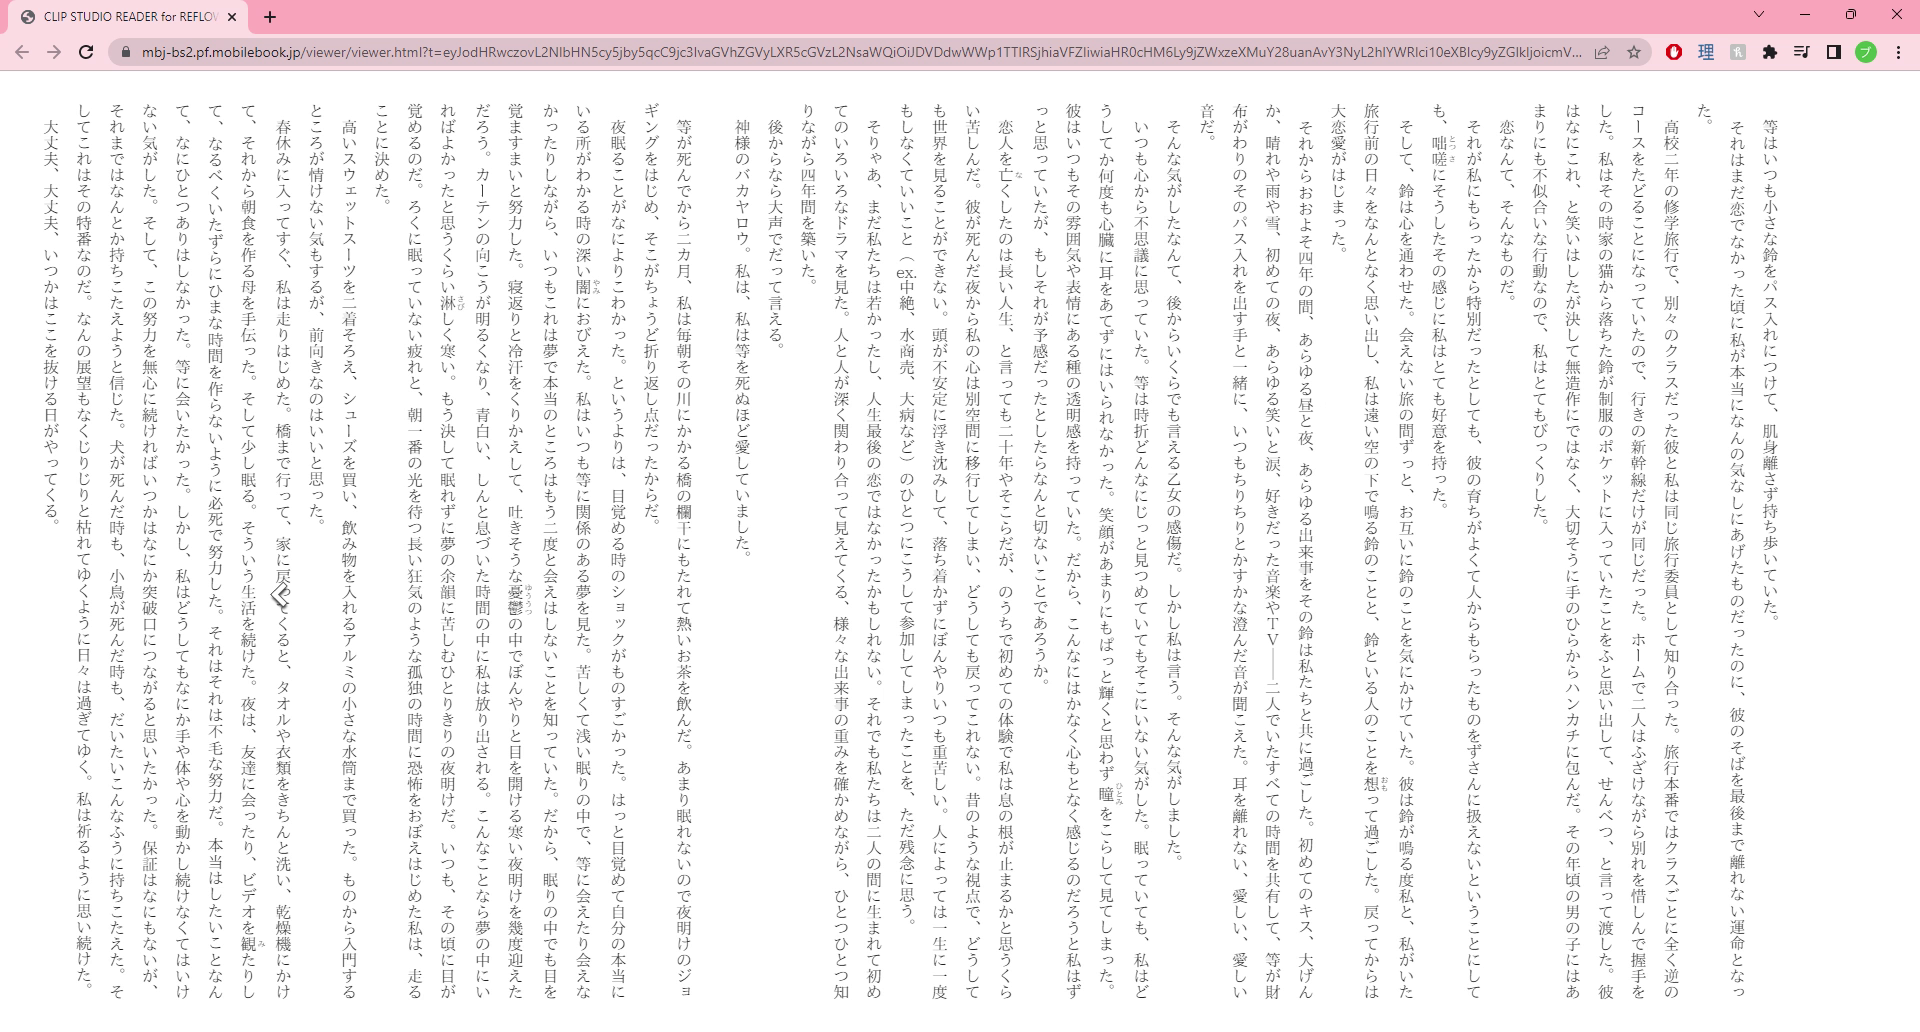 CLIP STUDIO READER for REFLOW
mbj-bs2.pf.mobilebook.jp/viewer/viewer.html?t=eyJodHRwczovL2NlbHN5cy5jby5qcC9jc3IvaGVhZGVyLXR5cGVzL2NsaWQiOiJDVDdwWWp1TTlRSjhiaVFZIiwiaHR0cHM6Ly9jZWxzeXMuY28uanAvY3NyL2hlYWRlci10eXBlcy9yZGlkIjoicmV...
理
ブ
等はいつも小さな鈴をパス入れにつけて、肌身離さず持ち歩いていた。
それはまだ恋でなかった頃に私が本当になんの気なしにあげたものだったのに、彼のそばを最後まで離れない運命となっ
た。
高校二年の修学旅行で、別々のクラスだった彼と私は同じ旅行委員として知り合った。旅行本番ではクラスごとに全く逆の
コースをたどることになっていたので、行きの新幹線だけが同じだった。ホームで二人はふざけながら別れを惜しんで握手を
した。私はその時家の猫から落ちた鈴が制服のポケットに入っていたことをふと思い出して、せんべつ、と言って渡した。彼
はなにこれ、と笑いはしたが決して無造作にではなく、大切そうに手のひらからハンカチに包んだ。その年頃の男の子にはあ
まりにも不似合いな行動なので、私はとてもびっくりした。
恋なんて、そんなものだ。
それが私にもらったから特別だったとしても、彼の育ちがよくて人からもらったものをずさんに扱えないということにして
も、咄嗟とっさにそうしたその感じに私はとても好意を持った。
そして、鈴は心を通わせた。会えない旅の間ずっと、お互いに鈴のことを気にかけていた。彼は鈴が鳴る度私と、私がいた
旅行前の日々をなんとなく思い出し、私は遠い空の下で鳴る鈴のことと、鈴といる人のことを想おもって過ごした。戻ってからは
大恋愛がはじまった。
それからおおよそ四年の間、あらゆる昼と夜、あらゆる出来事をその鈴は私たちと共に過ごした。初めてのキス、大げん
か、晴れや雨や雪、初めての夜、あらゆる笑いと涙、好きだった音楽やTV――二人でいたすべての時間を共有して、等が財
布がわりのそのパス入れを出す手と一緒に、いつもちりちりとかすかな澄んだ音が聞こえた。耳を離れない、愛しい、愛しい
音だ。
そんな気がしたなんて、後からいくらでも言える乙女の感傷だ。しかし私は言う。そんな気がしました。
いつも心から不思議に思っていた。等は時折どんなにじっと見つめていてもそこにいない気がした。眠っていても、私はど
うしてか何度も心臓に耳をあてずにはいられなかった。笑顔があまりにもぱっと輝くと思わず瞳ひとみをこらして見てしまった。
彼はいつもその雰囲気や表情にある種の透明感を持っていた。だから、こんなにはかなく心もとなく感じるのだろうと私はず
っと思っていたが、もしそれが予感だったとしたらなんと切ないことであろうか。
恋人を亡なくしたのは長い人生、と言っても二十年やそこらだが、のうちで初めての体験で私は息の根が止まるかと思うくら
い苦しんだ。彼が死んだ夜から私の心は別空間に移行してしまい、どうしても戻ってこれない。昔のような視点で、どうして
も世界を見ることができない。頭が不安定に浮き沈みして、落ち着かずにぼんやりいつも重苦しい。人によっては一生に一度
もしなくていいこと（ex.中絶、水商売、大病など）のひとつにこうして参加してしまったことを、ただ残念に思う。
そりゃあ、まだ私たちは若かったし、人生最後の恋ではなかったかもしれない。それでも私たちは二人の間に生まれて初め
てのいろいろなドラマを見た。人と人が深く関わり合って見えてくる、様々な出来事の重みを確かめながら、ひとつひとつ知
りながら四年間を築いた。
後からなら大声でだって言える。
神様のバカヤロウ。私は、私は等を死ぬほど愛していました。
等が死んでから二カ月、私は毎朝その川にかかる橋の欄干にもたれて熱いお茶を飲んだ。あまり眠れないので夜明けのジョ
ギングをはじめ、そこがちょうど折り返し点だったからだ。
夜眠ることがなによりこわかった。というよりは、目覚める時のショックがものすごかった。はっと目覚めて自分の本当に
いる所がわかる時の深い闇やみにおびえた。私はいつも等に関係のある夢を見た。苦しくて浅い眠りの中で、等に会えたり会えな
かったりしながら、いつもこれは夢で本当のところはもう二度と会えはしないことを知っていた。だから、眠りの中でも目を
覚ますまいと努力した。寝返りと冷汗をくりかえして、吐きそうな憂鬱ゆううつの中でぼんやりと目を開ける寒い夜明けを幾度迎えた
だろう。カーテンの向こうが明るくなり、青白い、しんと息づいた時間の中に私は放り出される。こんなことなら夢の中にい
ればよかったと思うくらい淋さびしく寒い。もう決して眠れずに夢の余韻に苦しむひとりきりの夜明けだ。いつも、その頃に目が
覚めるのだ。ろくに眠っていない疲れと、朝一番の光を待つ長い狂気のような孤独の時間に恐怖をおぼえはじめた私は、走る
ことに決めた。
高いスウェットスーツを二着そろえ、シューズを買い、飲み物を入れるアルミの小さな水筒まで買った。ものから入門する
ところが情けない気もするが、前向きなのはいいと思った。
春休みに入ってすぐ、私は走りはじめた。橋まで行って、家に戻ってくると、タオルや衣類をきちんと洗い、乾燥機にかけ
て、それから朝食を作る母を手伝った。そして少し眠る。そういう生活を続けた。夜は、友達に会ったり、ビデオを観みたりし
て、なるべくいたずらにひまな時間を作らないように必死で努力した。それはそれは不毛な努力だ。本当はしたいことなん
て、なにひとつありはしなかった。等に会いたかった。しかし、私はどうしてもなにか手や体や心を動かし続けなくてはいけ
ない気がした。そして、この努力を無心に続ければいつかはなにか突破口につながると思いたかった。保証はなにもないが、
それまではなんとか持ちこたえようと信じた。犬が死んだ時も、小鳥が死んだ時も、だいたいこんなふうに持ちこたえた。そ
してこれはその特番なのだ。なんの展望もなくじりじりと枯れてゆくように日々は過ぎてゆく。私は祈るように思い続けた。
大丈夫、大丈夫、いつかはここを抜ける日がやってくる。